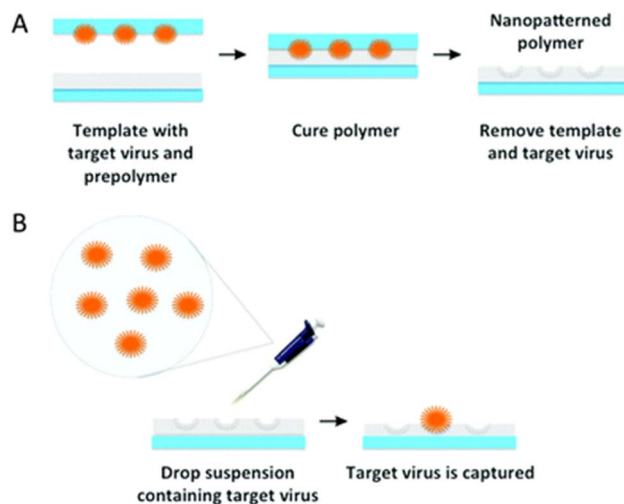 A
Nanopatterned
polymer
Template with
target virus and
prepolymer
Cure polymer
Remove template
and target virus
B
Drop suspension
containing target virus
Target virus is captured